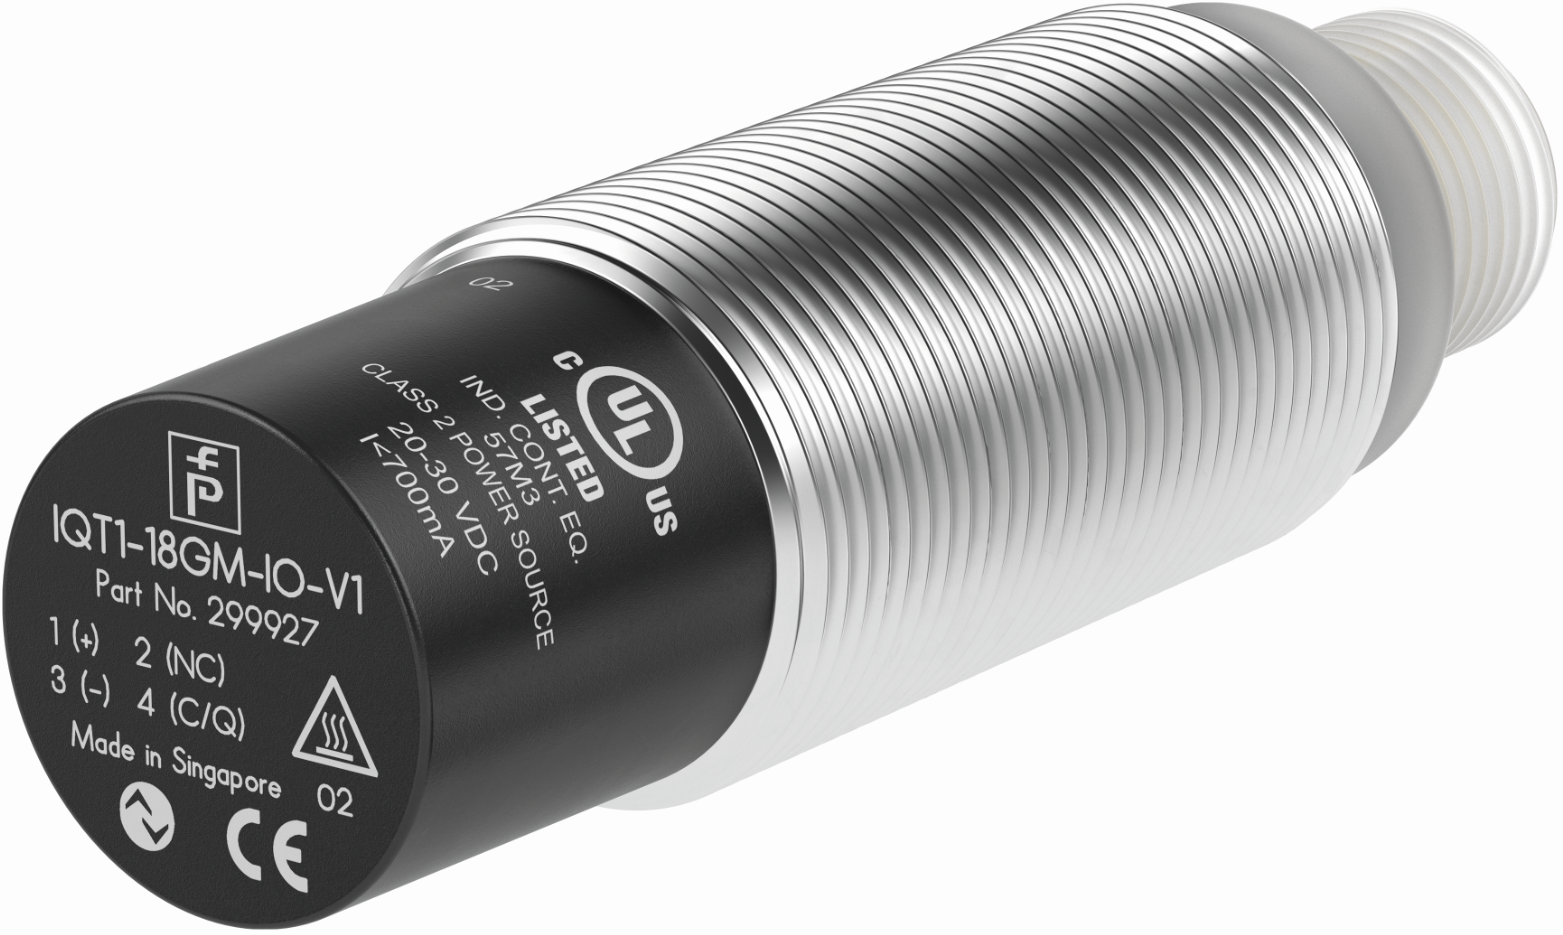 IQT1-18GM-IO-V1
Part No. 299927
1 (+) 2 (NC)
3 (-) 4 (C/Q)
Made in Singapore
02
CE
02
C UL US
LISTED
IND. CONT. EQ.
57M3
CLASS 2 POWER SOURCE
20-30 VDC
I<700mA